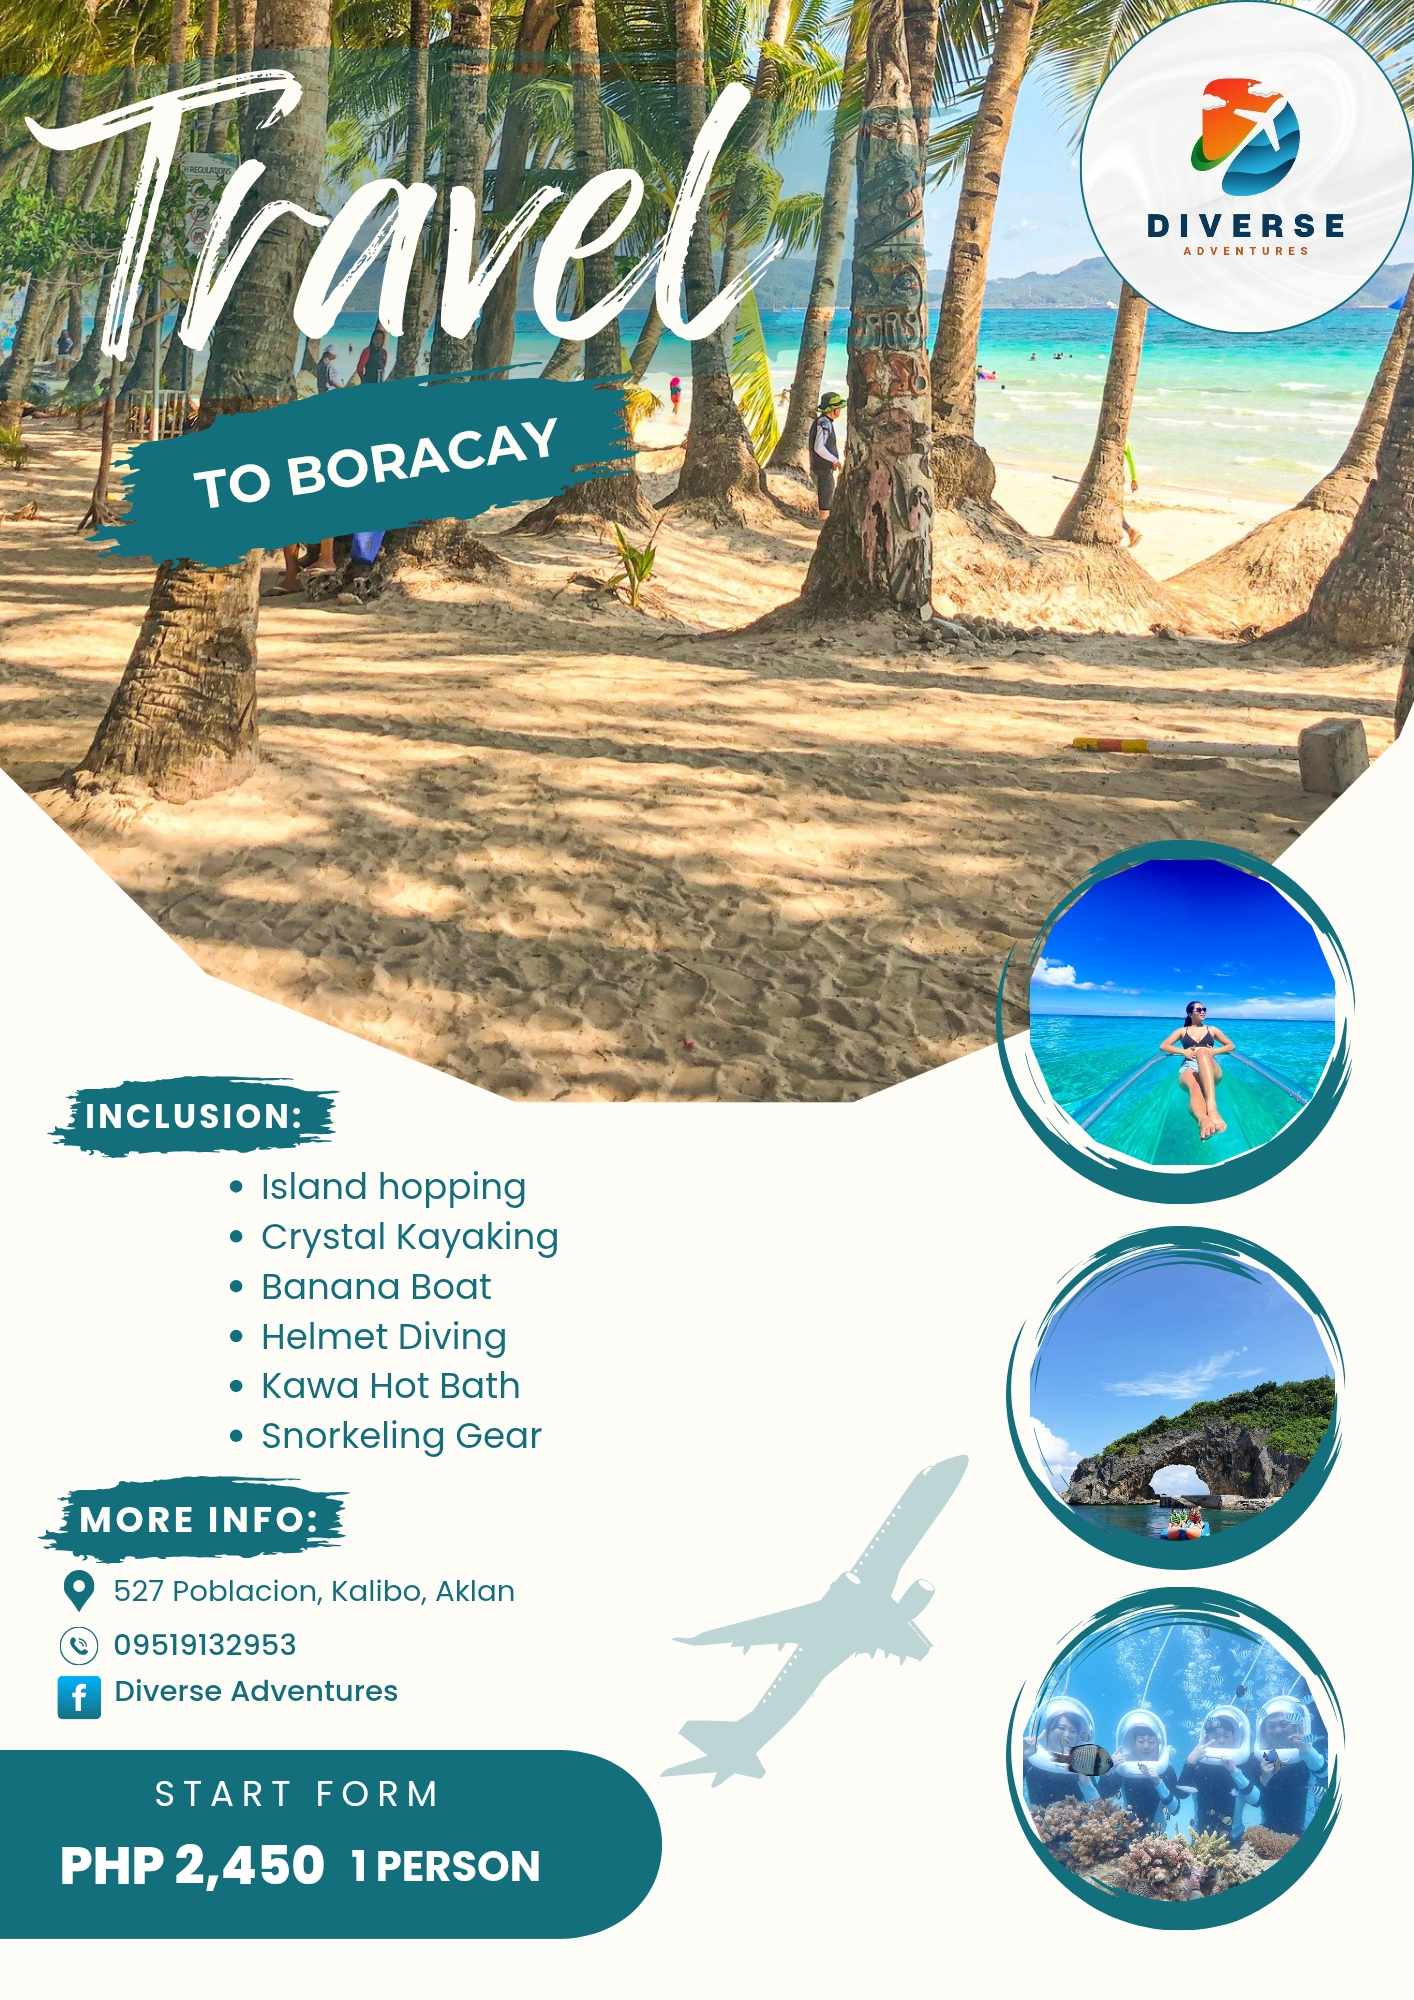 Travel
TO BORACAY
DIVERSE
ADVENTURES
H REGULATIONS
INCLUSION:
• Island hopping
• Crystal Kayaking
• Banana Boat
• Helmet Diving
• Kawa Hot Bath
• Snorkeling Gear
MORE INFO:
527 Poblacion, Kalibo, Aklan
09519132953
f Diverse Adventures
START FORM
PHP 2,450 1 PERSON